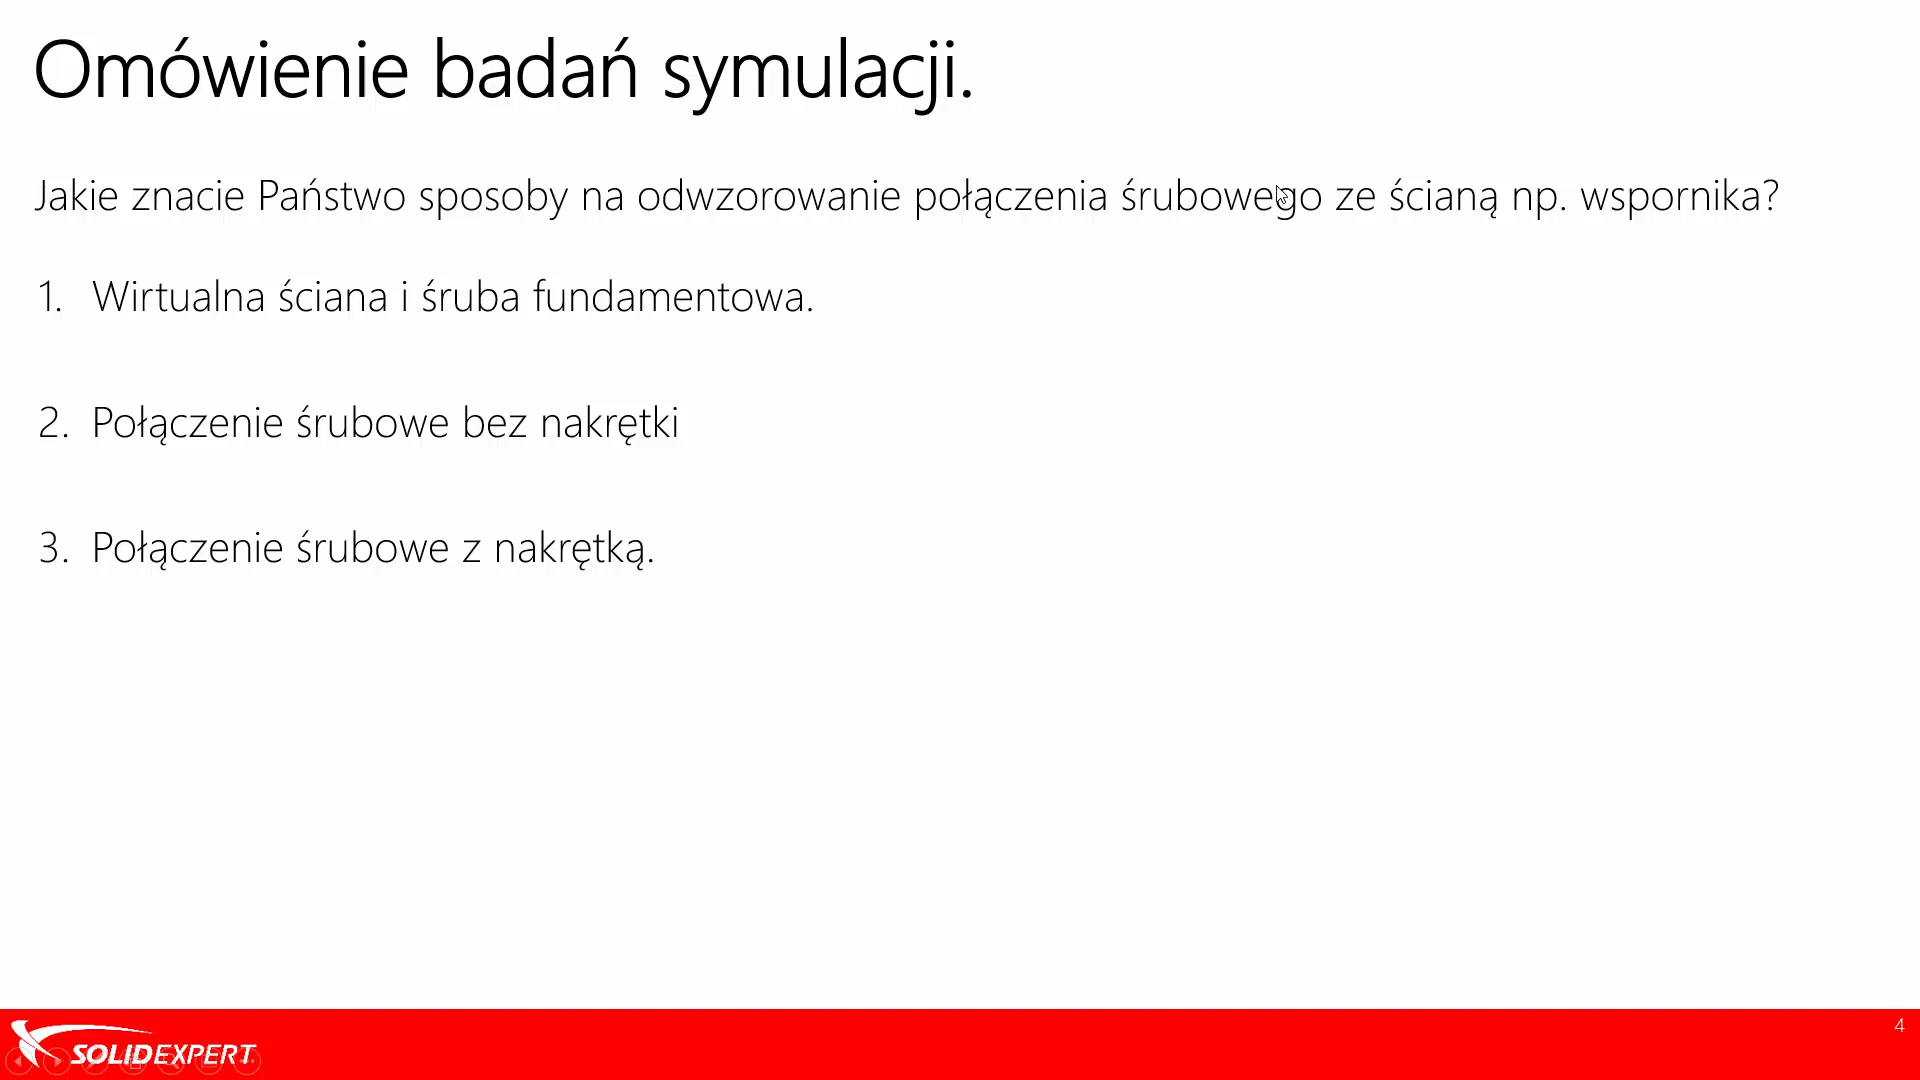 Omówienie badań symulacji.
Jakie znacie Państwo sposoby na odwzorowanie połączenia śrubowego ze ścianą np. wspornika?
1. Wirtualna ściana i śruba fundamentowa.
2. Połączenie śrubowe bez nakrętki
3. Połączenie śrubowe z nakrętką.
4
SOLIDEXPERT